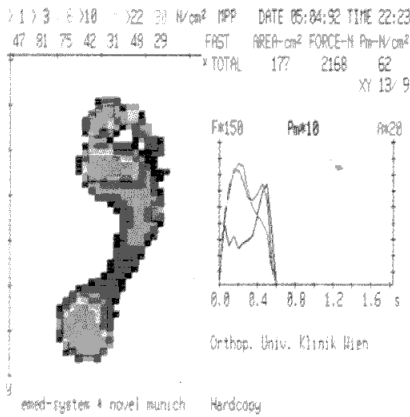 > 1 > 3 > 6 >10 >22 30 N/cm² MPP DATE 05:04:92 TIME 22:23
47 81 75 42 31 48 29 FAST AREA-cm² FORCE-N Pm-N/cm²
* TOTAL 177 2168 62
XY 13/ 9
F*150 Pm*10 A*20
0.0 0.4 0.8 1.2 1.6 s
Orthop. Univ. Klinik Wien
y
emed-system * novel munich Hardcopy